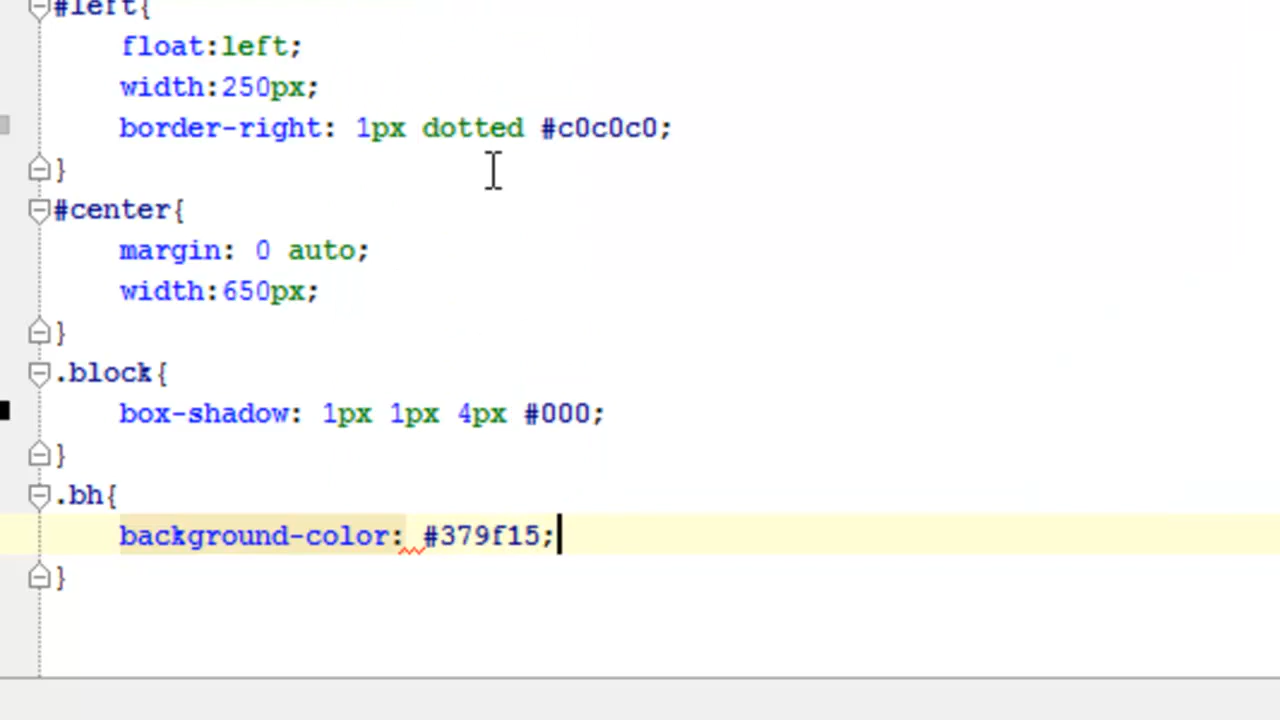 #left{
float:left;
width:250px;
border-right: 1px dotted #c0c0c0;
}
#center{
margin: 0 auto;
width:650px;
}
.block{
box-shadow: 1px 1px 4px #000;
}
.bh{
background-color: #379f15;
}